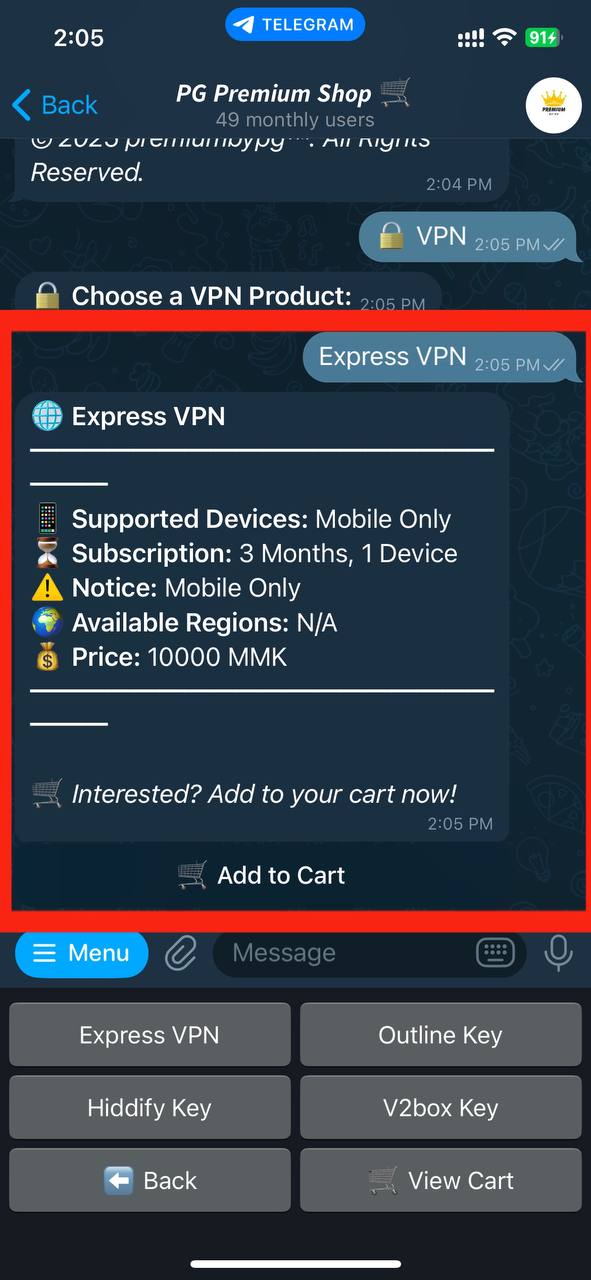 2:05
TELEGRAM
91
Back
PG Premium Shop 🛒
49 monthly users
© 2025 premiumbypg™. All Rights
Reserved.
2:04 PM
🔒 VPN 2:05 PM
🔒 Choose a VPN Product: 2:05 PM
Express VPN 2:05 PM
🌐 Express VPN
📱 Supported Devices: Mobile Only
⏳ Subscription: 3 Months, 1 Device
⚠️ Notice: Mobile Only
🌍 Available Regions: N/A
💰 Price: 10000 MMK
🛒 Interested? Add to your cart now!
2:05 PM
🛒 Add to Cart
Menu
Message
Express VPN
Outline Key
Hiddify Key
V2box Key
⬅️ Back
🛒 View Cart